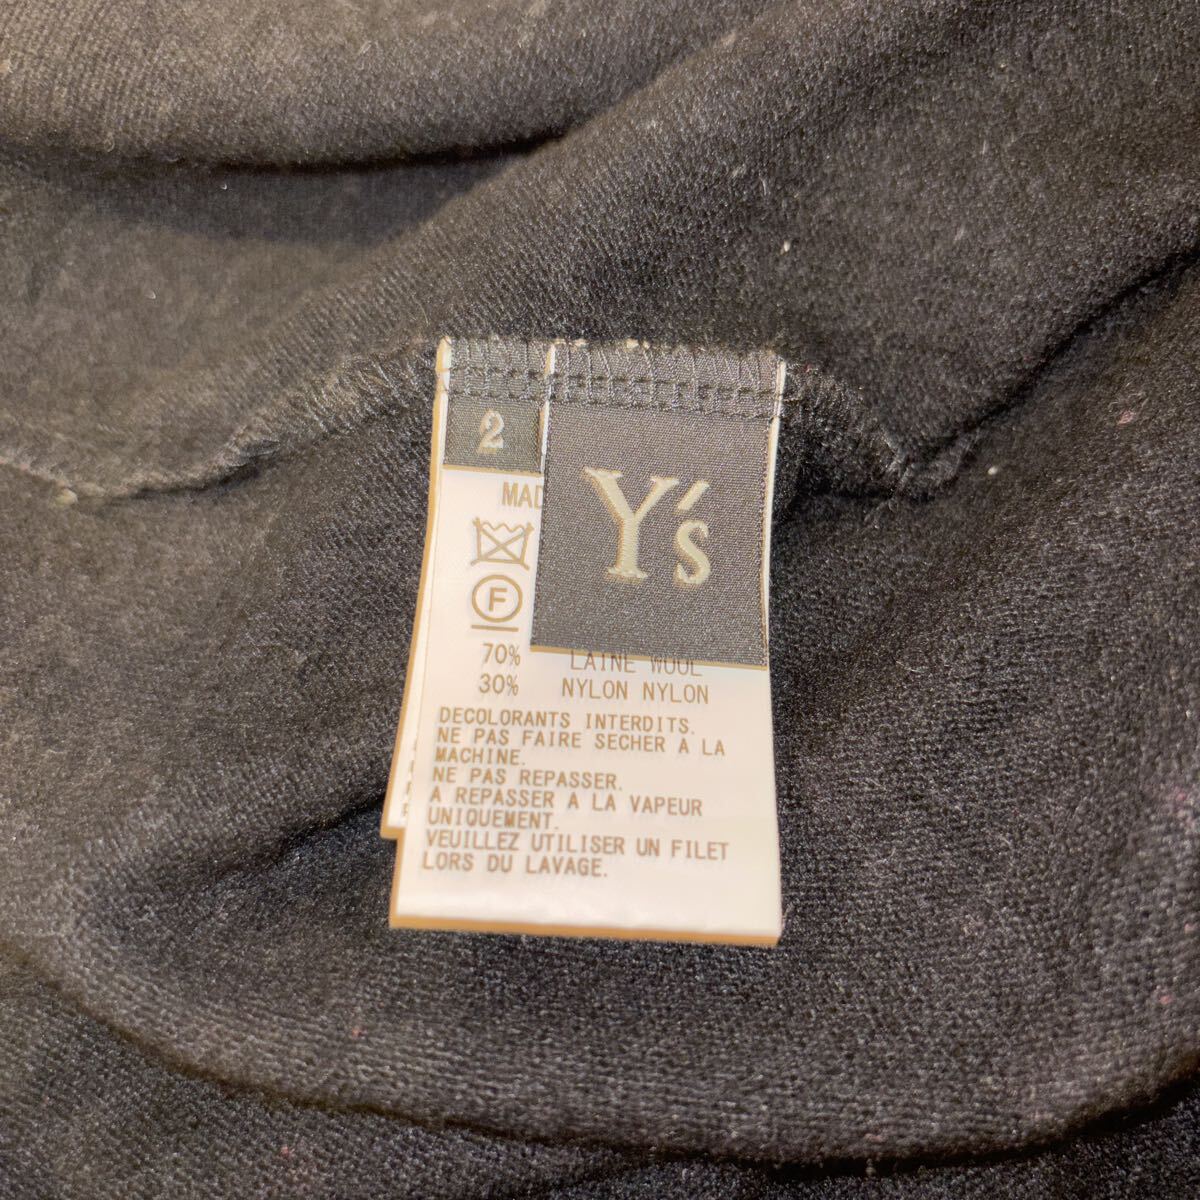 2
Y's
MAD
F
70% LAINE WOOL
30% NYLON NYLON
DECOLORANTS INTERDITS.
NE PAS FAIRE SECHER A LA
MACHINE.
NE PAS REPASSER.
A REPASSER A LA VAPEUR
UNIQUEMENT.
VEUILLEZ UTILISER UN FILET
LORS DU LAVAGE.